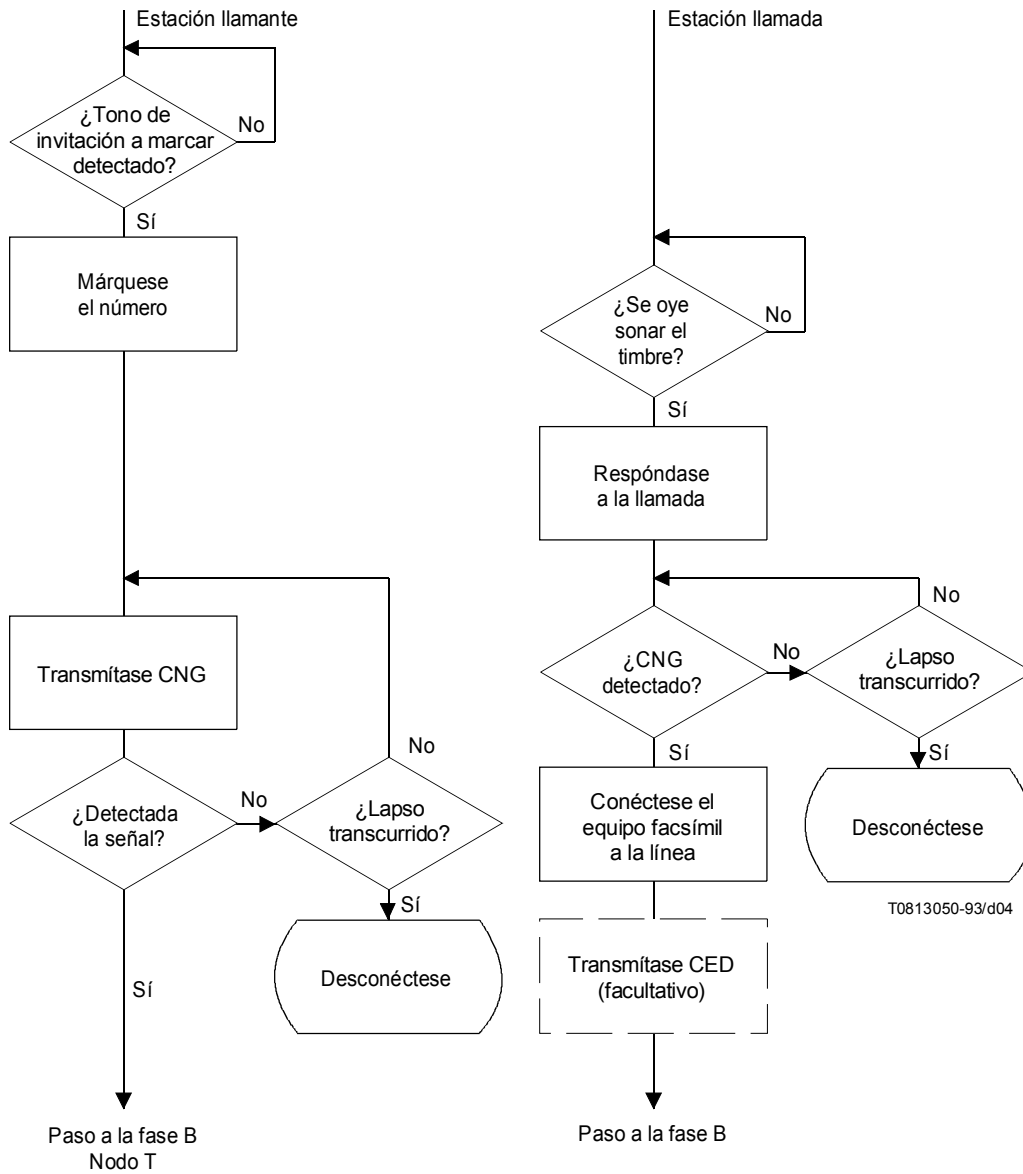 Estación llamante
¿Tono de
invitación a marcar
detectado?
No
Sí
Márquese
el número
Transmítase CNG
No
¿Detectada
la señal?
No
¿Lapso
transcurrido?
Sí
Desconéctese
Sí
Paso a la fase B
Nodo T
Estación llamada
¿Se oye
sonar el
timbre?
No
Sí
Respóndase
a la llamada
No
¿CNG
detectado?
No
¿Lapso
transcurrido?
Sí
Sí
Conéctese el
equipo facsímil
a la línea
Desconéctese
T0813050-93/d04
Transmítase CED
(facultativo)
Paso a la fase B